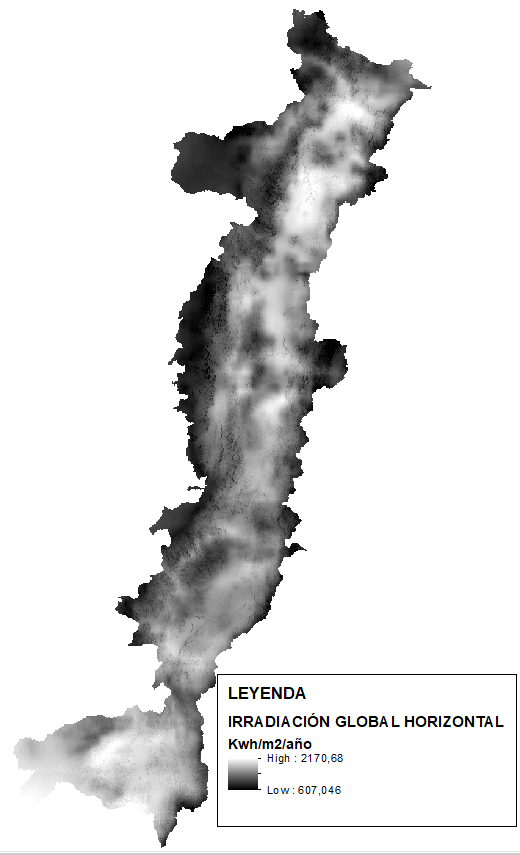 LEYENDA
IRRADIACIÓN GLOBAL HORIZONTAL
Kwh/m2/año
High : 2170,68
Low : 607,046